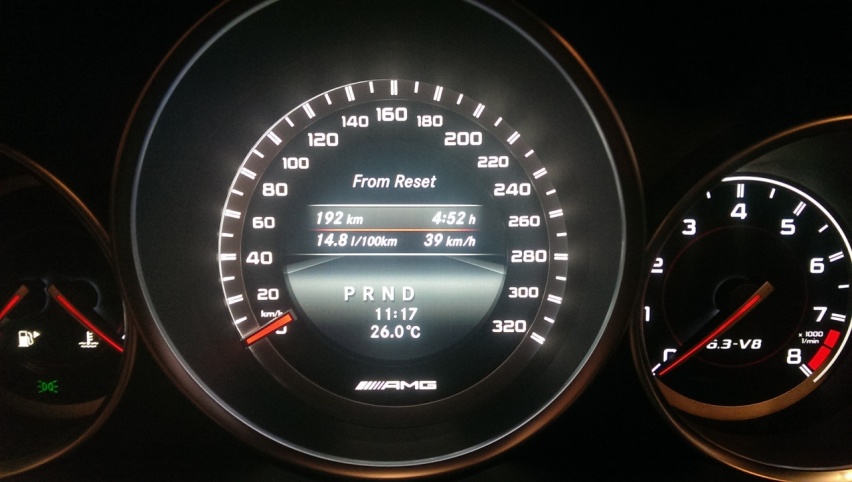 160
140 180
120 200
100 220
80 240
60 260
40 280
20 300
km/h 320
From Reset
192 km 4:52 h
14.8 l/100km 39 km/h
P R N D
11:17
26.0°C
AMG
4
3 5
2 6
1 7
0 8
x 1000
1/min
6.3-V8